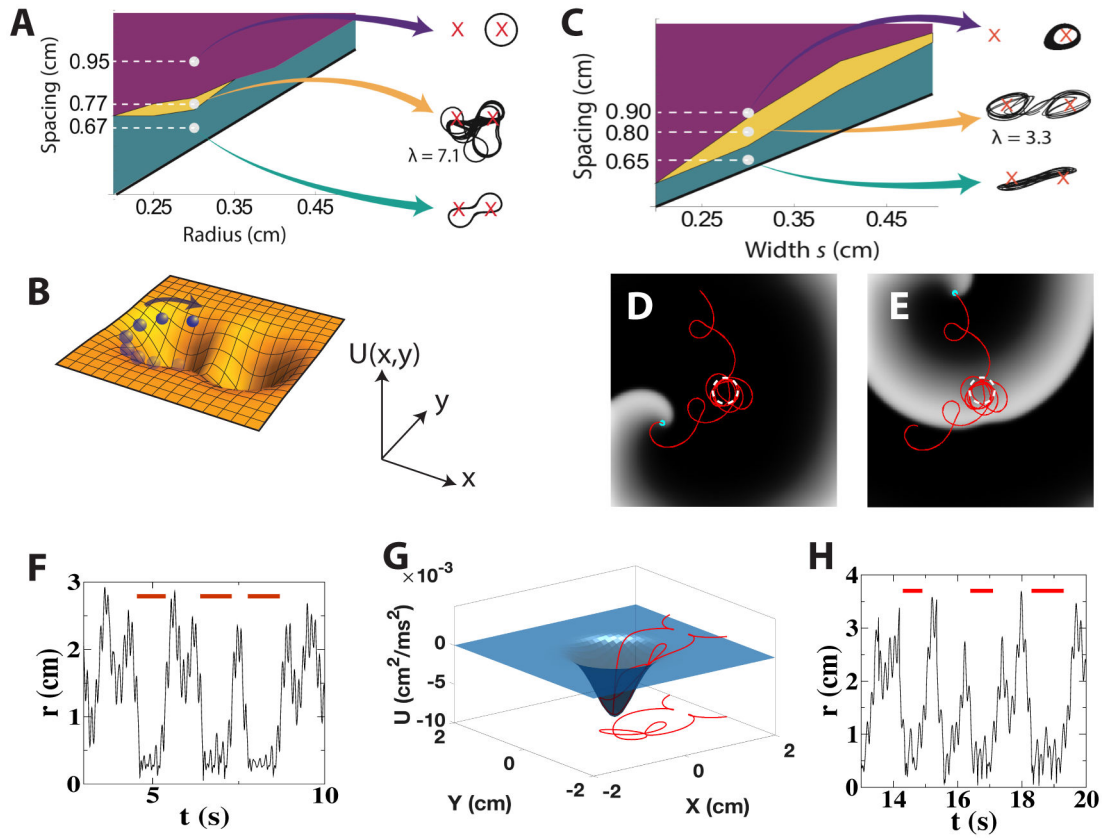 A
Spacing (cm)
0.95
0.77
0.67
X X
X X
λ = 7.1
X X
0.25 0.35 0.45
Radius (cm)
C
Spacing (cm)
0.90
0.80
0.65
X X
X X
λ = 3.3
X X
0.25 0.35 0.45
Width s (cm)
B
U(x,y)
y
x
D
E
F
r (cm)
3
2
1
0
5 10
t (s)
G
×10⁻³
U (cm²/ms²)
0
-5
-10
2
0
-2
Y (cm)
-2
0
2
X (cm)
H
r (cm)
4
3
2
1
0
14 16 18 20
t (s)